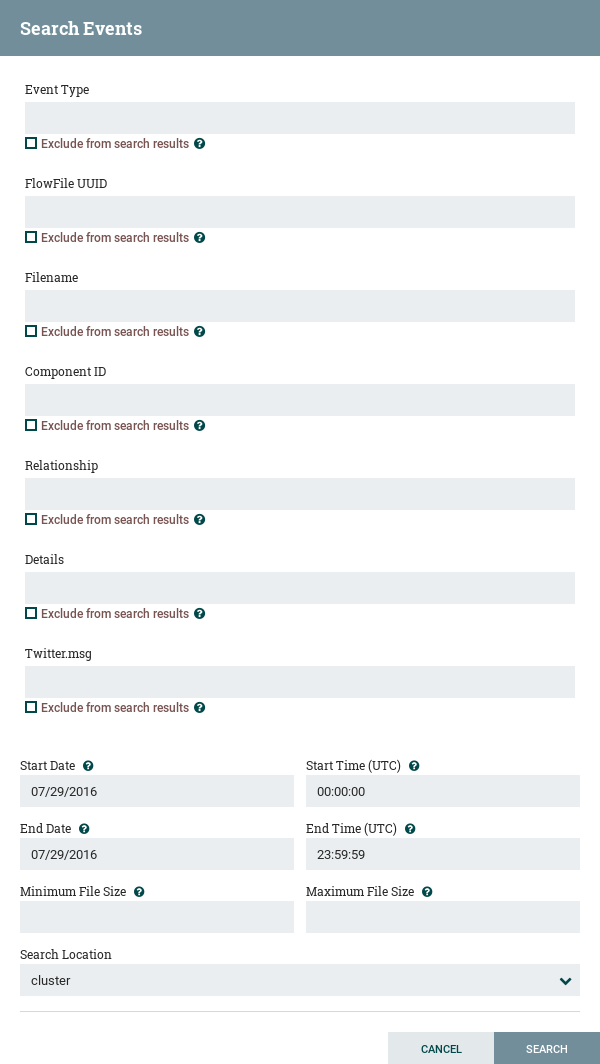 Search Events
Event Type
Exclude from search results
FlowFile UUID
Exclude from search results
Filename
Exclude from search results
Component ID
Exclude from search results
Relationship
Exclude from search results
Details
Exclude from search results
Twitter.msg
Exclude from search results
Start Date Start Time (UTC)
07/29/2016 00:00:00
End Date End Time (UTC)
07/29/2016 23:59:59
Minimum File Size Maximum File Size
Search Location
cluster
CANCEL SEARCH